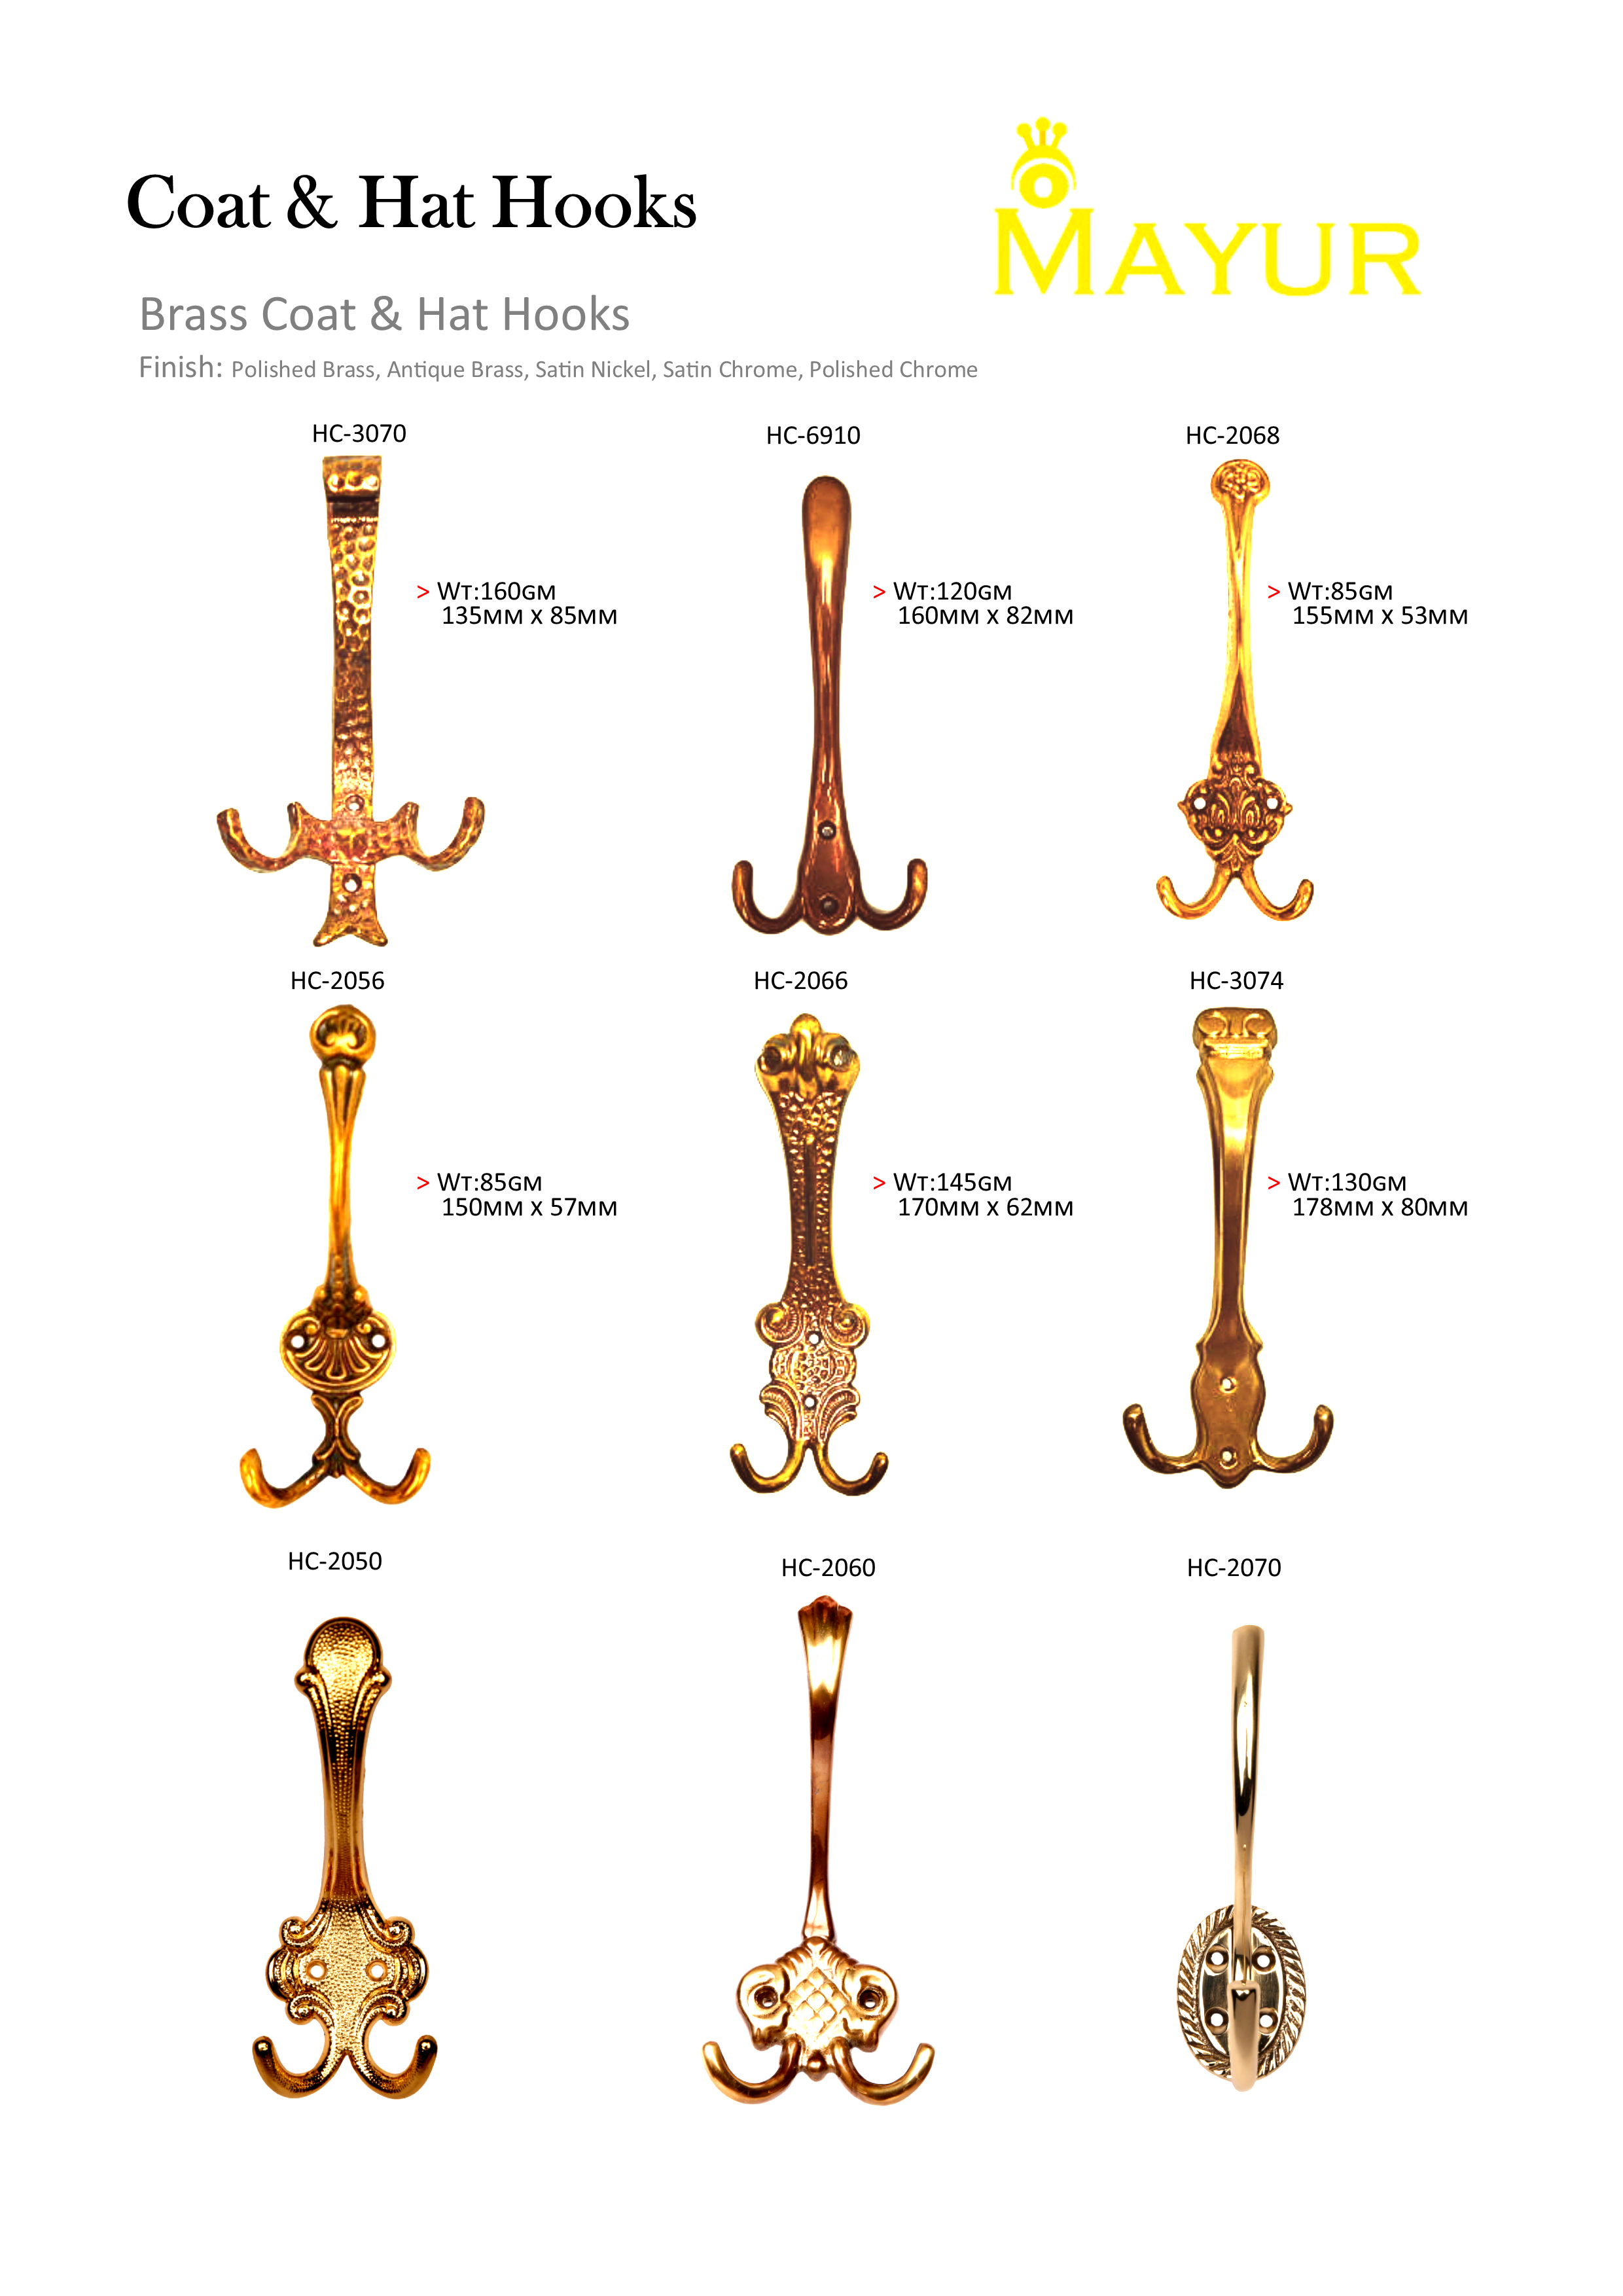 Coat & Hat Hooks
MAYUR
Brass Coat & Hat Hooks
Finish: Polished Brass, Antique Brass, Satin Nickel, Satin Chrome, Polished Chrome
HC-3070
HC-6910
HC-2068
> Wt:160gm
135mm x 85mm
> Wt:120gm
160mm x 82mm
> Wt:85gm
155mm x 53mm
HC-2056
HC-2066
HC-3074
> Wt:85gm
150mm x 57mm
> Wt:145gm
170mm x 62mm
> Wt:130gm
178mm x 80mm
HC-2050
HC-2060
HC-2070